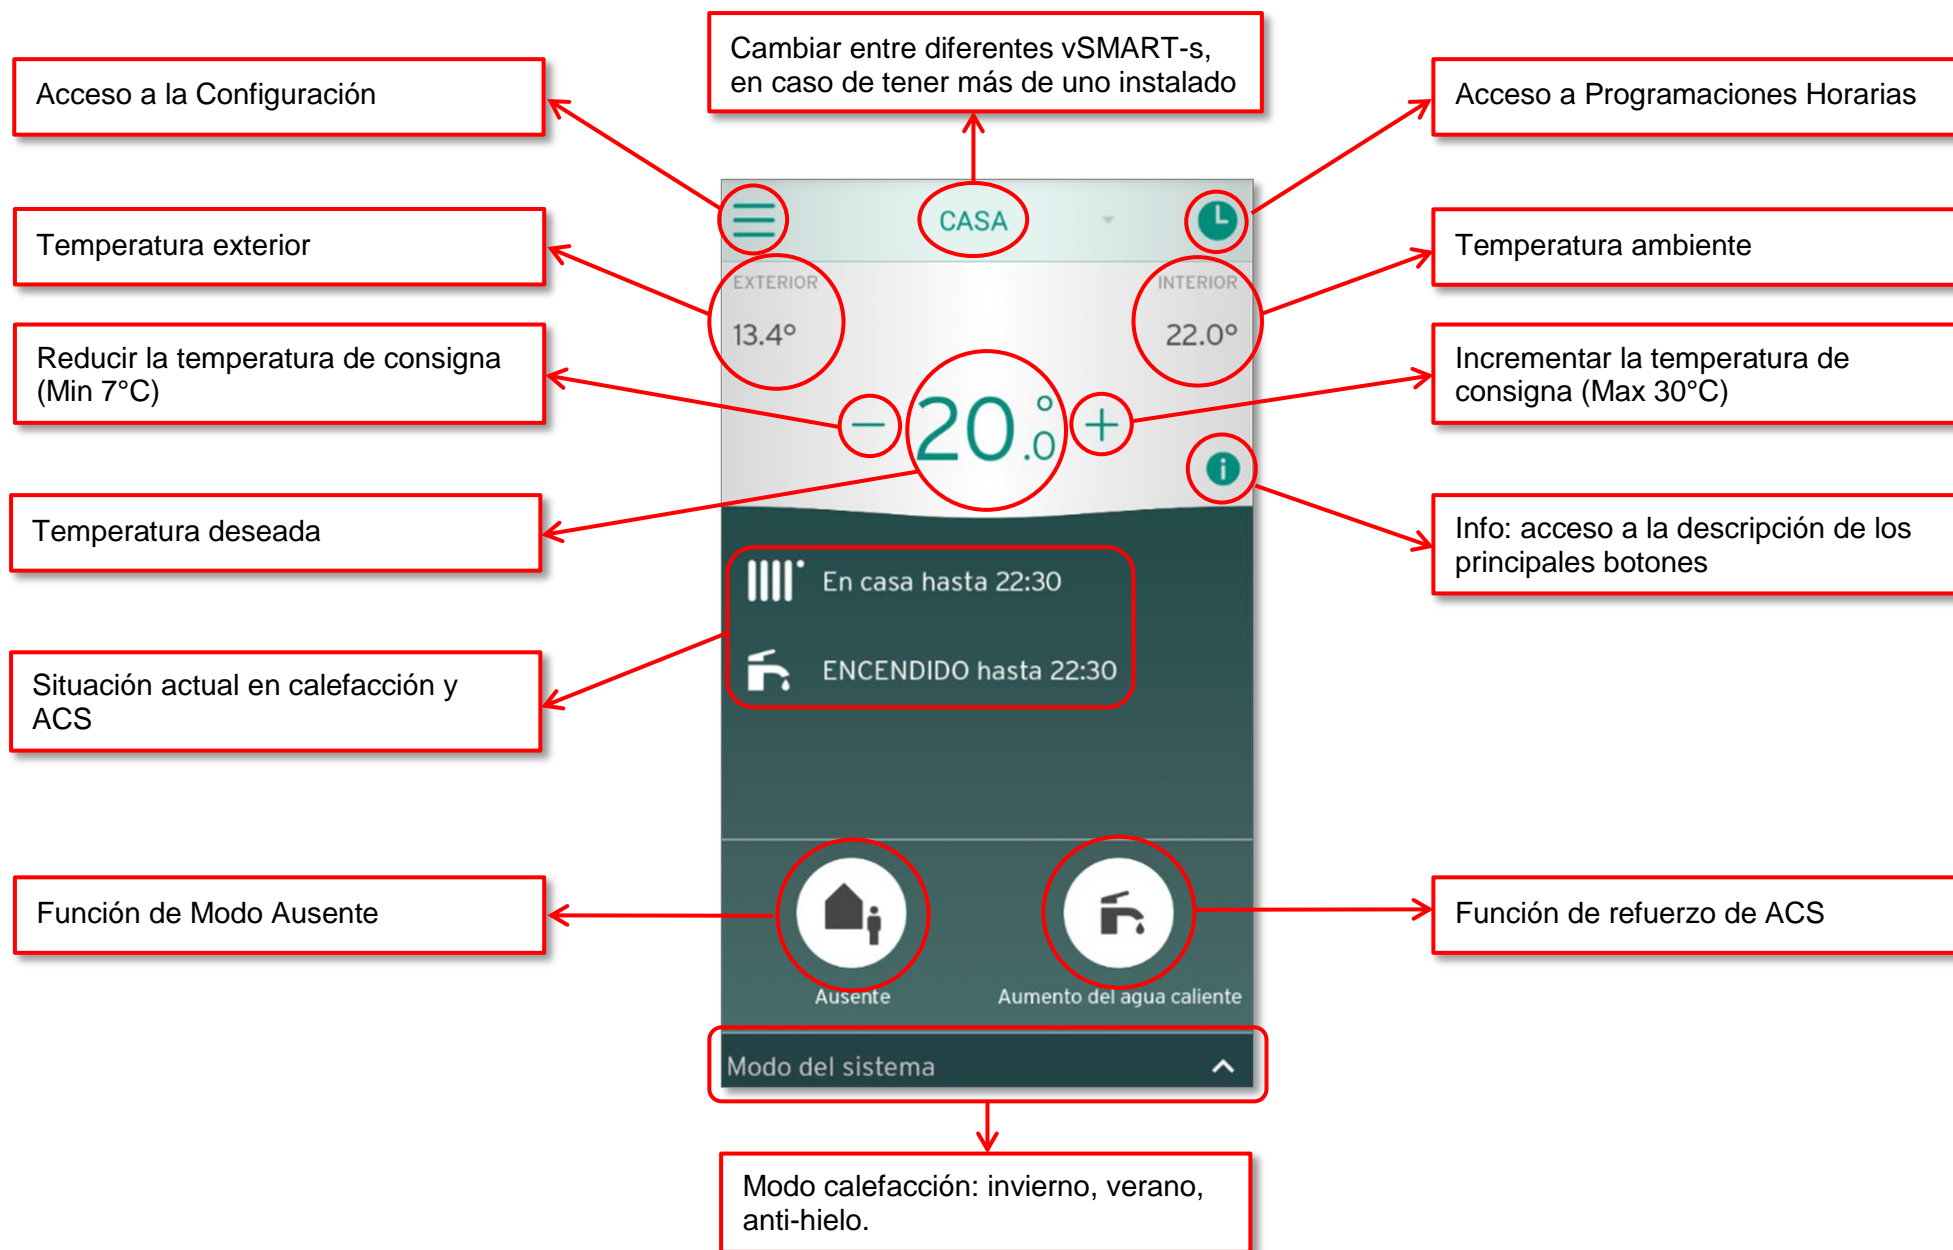 Cambiar entre diferentes vSMART-s,
en caso de tener más de uno instalado
Acceso a la Configuración
Acceso a Programaciones Horarias
CASA
Temperatura exterior
Temperatura ambiente
EXTERIOR
INTERIOR
13.4°
22.0°
Reducir la temperatura de consigna
(Min 7°C)
Incrementar la temperatura de
consigna (Max 30°C)
20.0°
Temperatura deseada
Info: acceso a la descripción de los
principales botones
En casa hasta 22:30
ENCENDIDO hasta 22:30
Situación actual en calefacción y
ACS
Función de Modo Ausente
Función de refuerzo de ACS
Ausente
Aumento del agua caliente
Modo del sistema
Modo calefacción: invierno, verano,
anti-hielo.